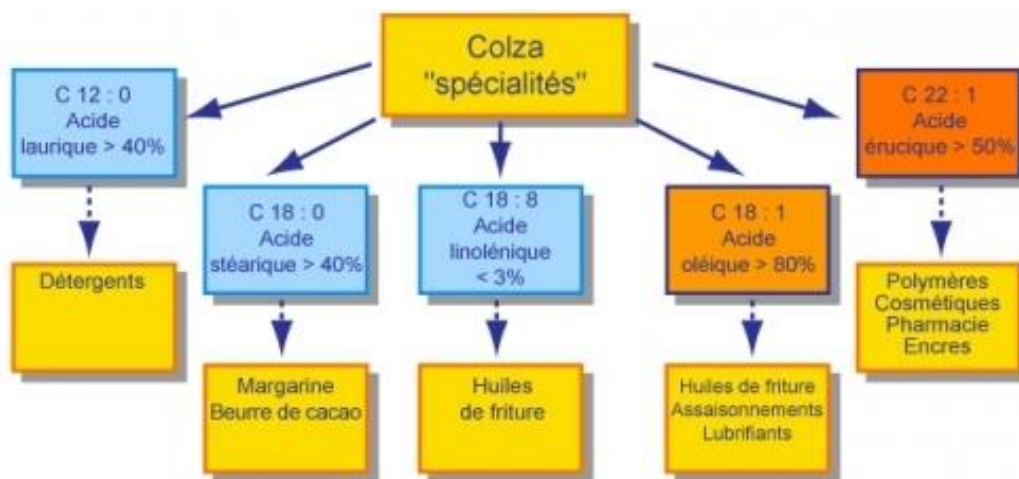 Colza
"spécialités"
C 12 : 0
Acide
laurique > 40%
C 22 : 1
Acide
érucique > 50%
C 18 : 0
Acide
stéarique > 40%
C 18 : 8
Acide
linolénique
< 3%
C 18 : 1
Acide
oléique > 80%
Détergents
Polymères
Cosmétiques
Pharmacie
Encres
Margarine
Beurre de cacao
Huiles
de friture
Huiles de friture
Assaisonnements
Lubrifiants